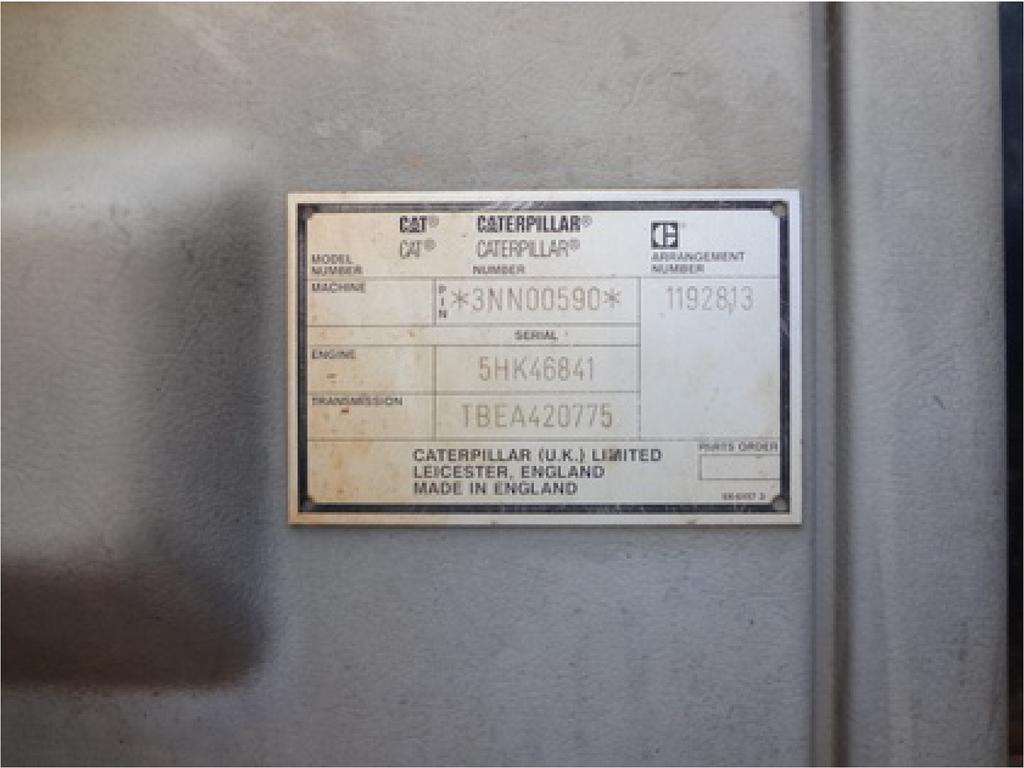 CAT® CATERPILLAR®
CAT® CATERPILLAR®
MODEL NUMBER NUMBER ARRANGEMENT NUMBER
MACHINE PIN *3NN00590* 1192813
SERIAL
ENGINE 5HK46841
TRANSMISSION TBEA420775
PARTS ORDER
CATERPILLAR (U.K.) LIMITED
LEICESTER, ENGLAND
MADE IN ENGLAND